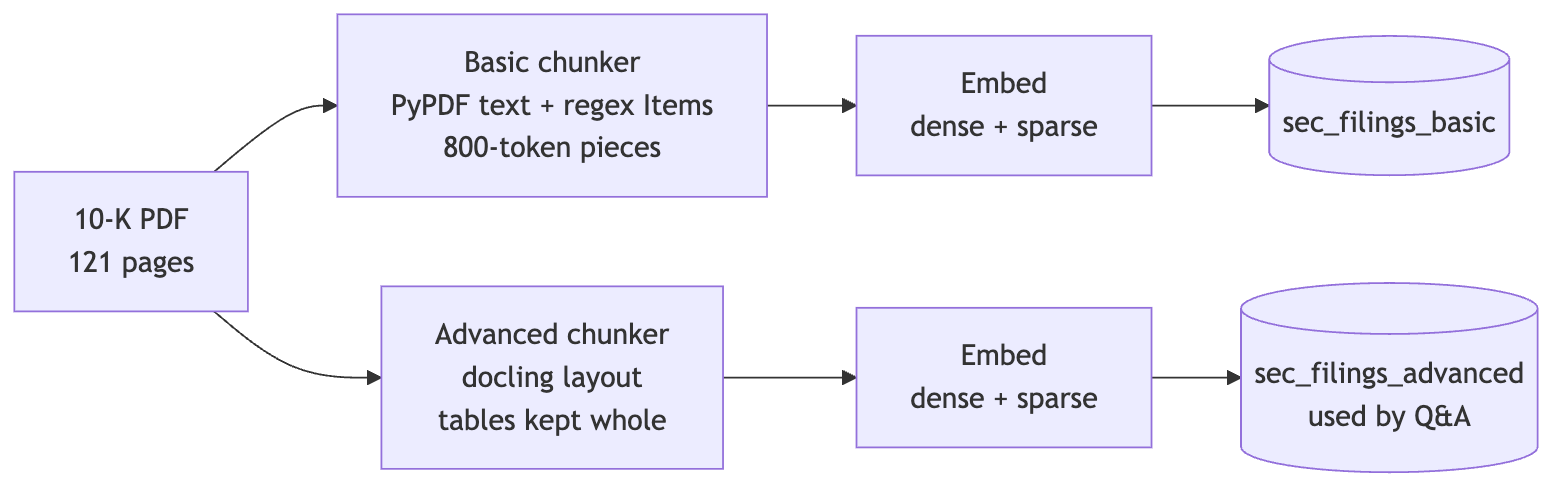 10-K PDF
121 pages
Basic chunker
PyPDF text + regex Items
800-token pieces
Embed
dense + sparse
sec_filings_basic
Advanced chunker
docling layout
tables kept whole
Embed
dense + sparse
sec_filings_advanced
used by Q&A